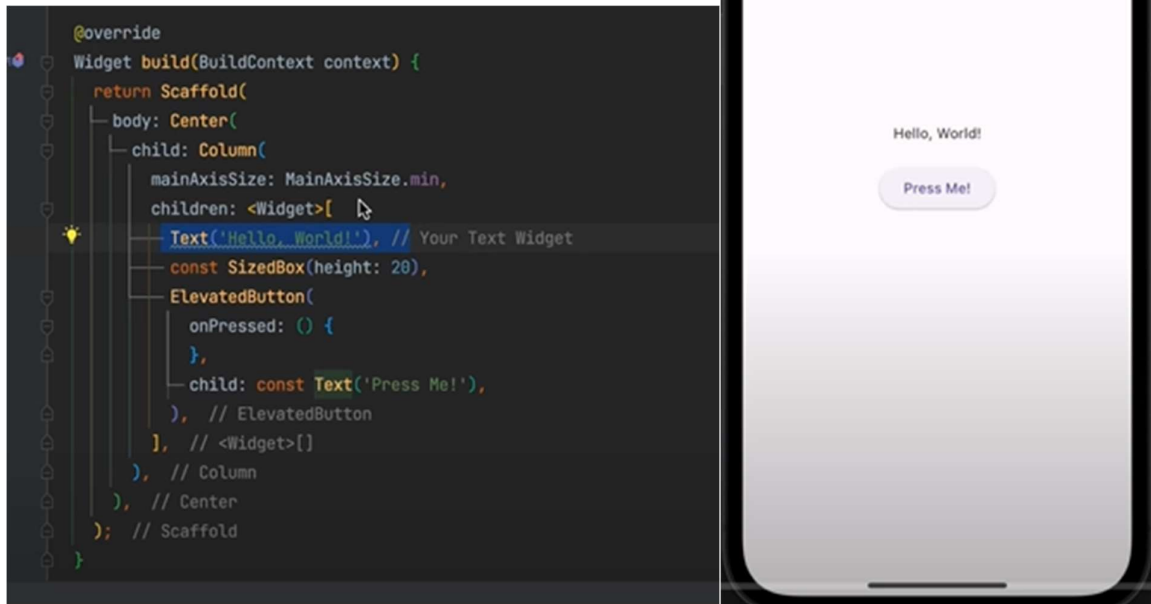 @override
Widget build(BuildContext context) {
return Scaffold(
body: Center(
child: Column(
mainAxisSize: MainAxisSize.min,
children: <Widget>[
Text('Hello, World!'), // Your Text Widget
const SizedBox(height: 20),
ElevatedButton(
onPressed: () {
},
child: const Text('Press Me!'),
), // ElevatedButton
], // <Widget>[]
), // Column
), // Center
); // Scaffold
}
Hello, World!
Press Me!